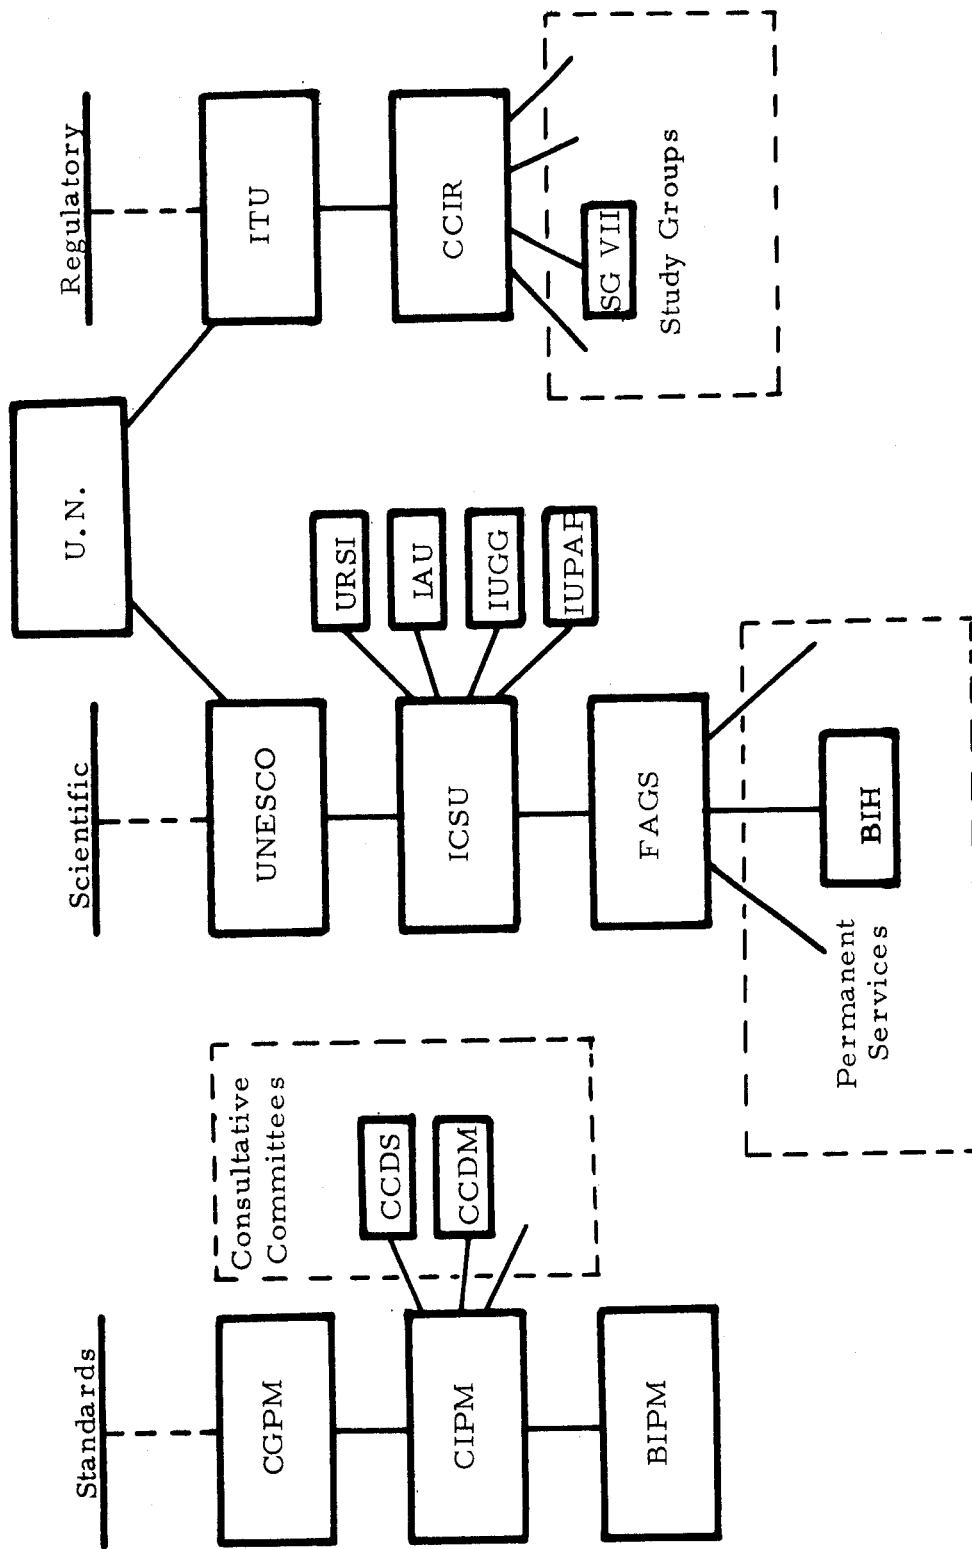 U.N.
Standards
Scientific
Regulatory
CGPM
UNESCO
ITU
Consultative
Committees
CCDS
CCDM
CIPM
ICSU
URSI
IAU
IUGG
IUPAP
CCIR
SG VII
Study Groups
BIPM
FAGS
Permanent
Services
BIH